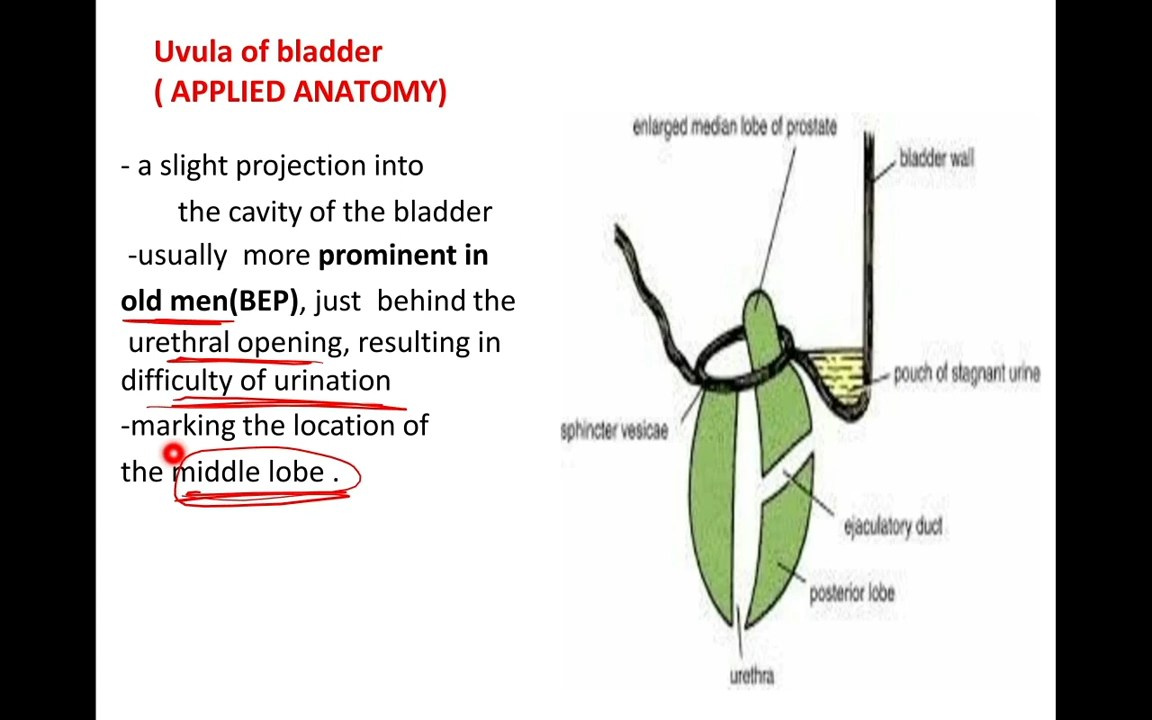 Uvula of bladder
( APPLIED ANATOMY)
- a slight projection into
the cavity of the bladder
-usually more prominent in
old men(BEP), just behind the
urethral opening, resulting in
difficulty of urination
-marking the location of
the middle lobe .
enlarged median lobe of prostate
bladder wall
pouch of stagnant urine
sphincter vesicae
ejaculatory duct
posterior lobe
urethra